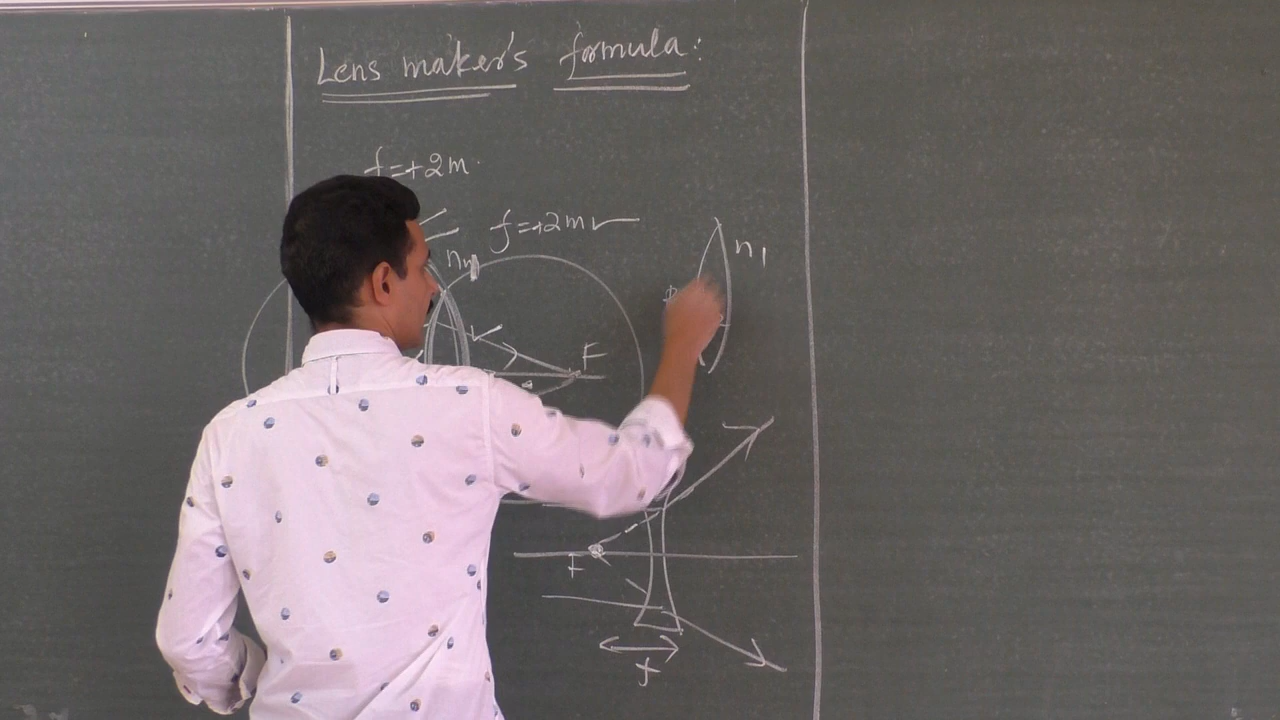 Lens maker's formula:
f=+2m.
f=+2m
n₁
F
F
f